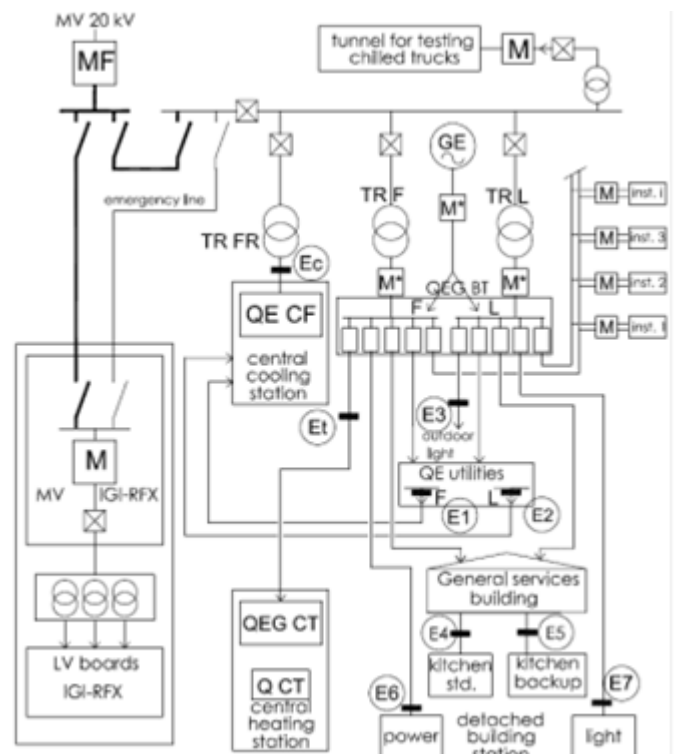 MV 20 kV
MF
tunnel for testing
chilled trucks
M
GE
emergency line
TR F
TR L
M*
TR FR
Ec
M*
QEG BT
M*
F
L
M
inst. i
M
inst. 3
M
inst. 2
M
inst. 1
QE CF
central
cooling
station
Et
E3
outdoor
light
QE utilities
F
L
E1
E2
M
MV
IGI-RFX
General services
building
LV boards
IGI-RFX
QEG CT
Q CT
central
heating
station
E4
E5
kitchen
std.
kitchen
backup
E6
E7
power
detached
building
station
light